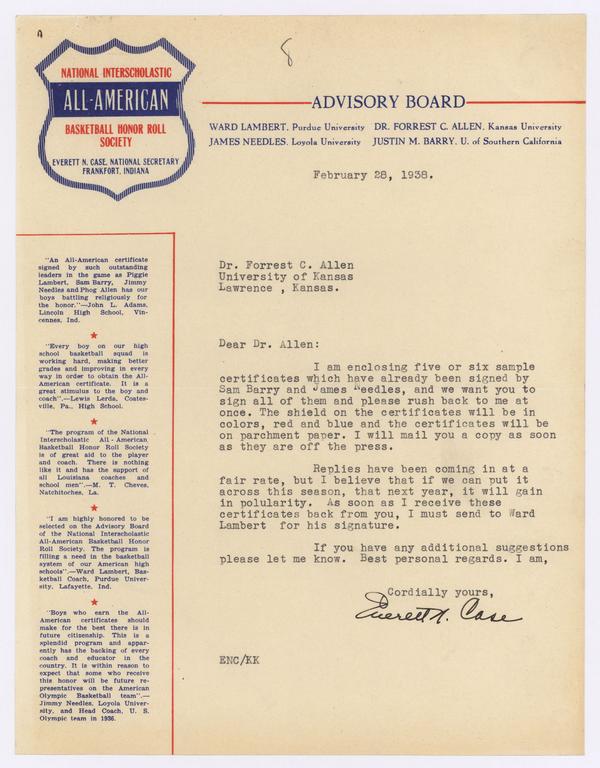 8
NATIONAL INTERSCHOLASTIC
ALL-AMERICAN
BASKETBALL HONOR ROLL
SOCIETY
EVERETT N. CASE, NATIONAL SECRETARY
FRANKFORT, INDIANA
ADVISORY BOARD
WARD LAMBERT, Purdue University DR. FORREST C. ALLEN, Kansas University
JAMES NEEDLES, Loyola University JUSTIN M. BARRY, U. of Southern California
February 28, 1938.
"An All-American certificate
signed by such outstanding
leaders in the game as Piggie
Lambert, Sam Barry, Jimmy
Needles and Phog Allen has our
boys battling religiously for
the honor."—John L. Adams,
Lincoln High School, Vin-
cennes, Ind.
"Every boy on our high
school basketball squad is
working hard, making better
grades and improving in every
way in order to obtain the All-
American certificate. It is a
great stimulus to the boy and
coach".—Lewis Lerda, Coates-
ville, Pa., High School.
"The program of the National
Interscholastic All-American
Basketball Honor Roll Society
is of great aid to the player
and coach. There is nothing
like it and has the support of
all Louisiana coaches and
school men".—M. T. Cheves,
Natchitoches, La.
"I am highly honored to be
selected on the Advisory Board
of the National Interscholastic
All-American Basketball Honor
Roll Society. The program is
filling a need in the basketball
system of our American high
schools".—Ward Lambert, Bas-
ketball Coach, Purdue Univer-
sity, Lafayette, Ind.
"Boys who earn the All-
American certificates should
make for the best there is in
future citizenship. This is a
splendid program and appar-
ently has the backing of every
coach and educator in the
country. It is within reason to
expect that some who receive
this honor will be future re-
presentatives on the American
Olympic Basketball team".—
Jimmy Needles, Loyola Univer-
sity, and Head Coach, U. S.
Olympic team in 1936.
Dr. Forrest C. Allen
University of Kansas
Lawrence , Kansas.
Dear Dr. Allen:
I am enclosing five or six sample
certificates which have already been signed by
Sam Barry and James Needles, and we want you to
sign all of them and please rush back to me at
once. The shield on the certificates will be in
colors, red and blue and the certificates will be
on parchment paper. I will mail you a copy as soon
as they are off the press.
Replies have been coming in at a
fair rate, but I believe that if we can put it
across this season, that next year, it will gain
in polularity. As soon as I receive these
certificates back from you, I must send to Ward
Lambert for his signature.
If you have any additional suggestions
please let me know. Best personal regards. I am,
Cordially yours,
Everett N. Case
ENC/KK